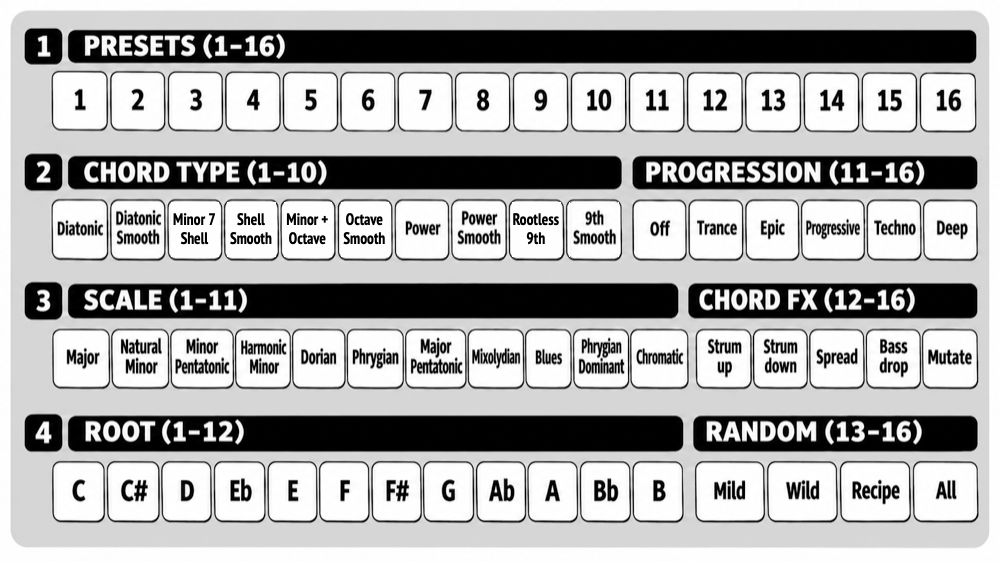 1 PRESETS (1–16)
1 2 3 4 5 6 7 8 9 10 11 12 13 14 15 16
2 CHORD TYPE (1–10) PROGRESSION (11–16)
Diatonic Diatonic Smooth Minor 7 Shell Shell Smooth Minor + Octave Octave Smooth Power Power Smooth Rootless 9th 9th Smooth Off Trance Epic Progressive Techno Deep
3 SCALE (1–11) CHORD FX (12–16)
Major Natural Minor Minor Pentatonic Harmonic Minor Dorian Phrygian Major Pentatonic Mixolydian Blues Phrygian Dominant Chromatic Strum up Strum down Spread Bass drop Mutate
4 ROOT (1–12) RANDOM (13–16)
C C# D Eb E F F# G Ab A Bb B Mild Wild Recipe All